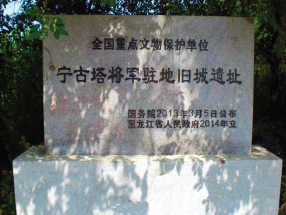 全国重点文物保护单位
宁古塔将军驻地旧城遗址
国务院2013年3月5日公布
黑龙江省人民政府2014年立